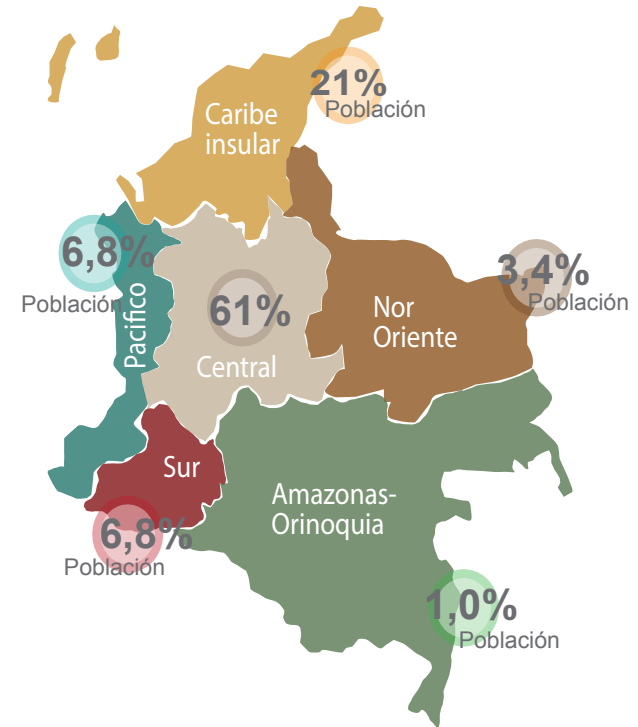 21%
Población
Caribe
insular
6,8%
Población
Pacifico
61%
Central
3,4%
Población
Nor
Oriente
Sur
6,8%
Población
Amazonas-
Orinoquia
1,0%
Población